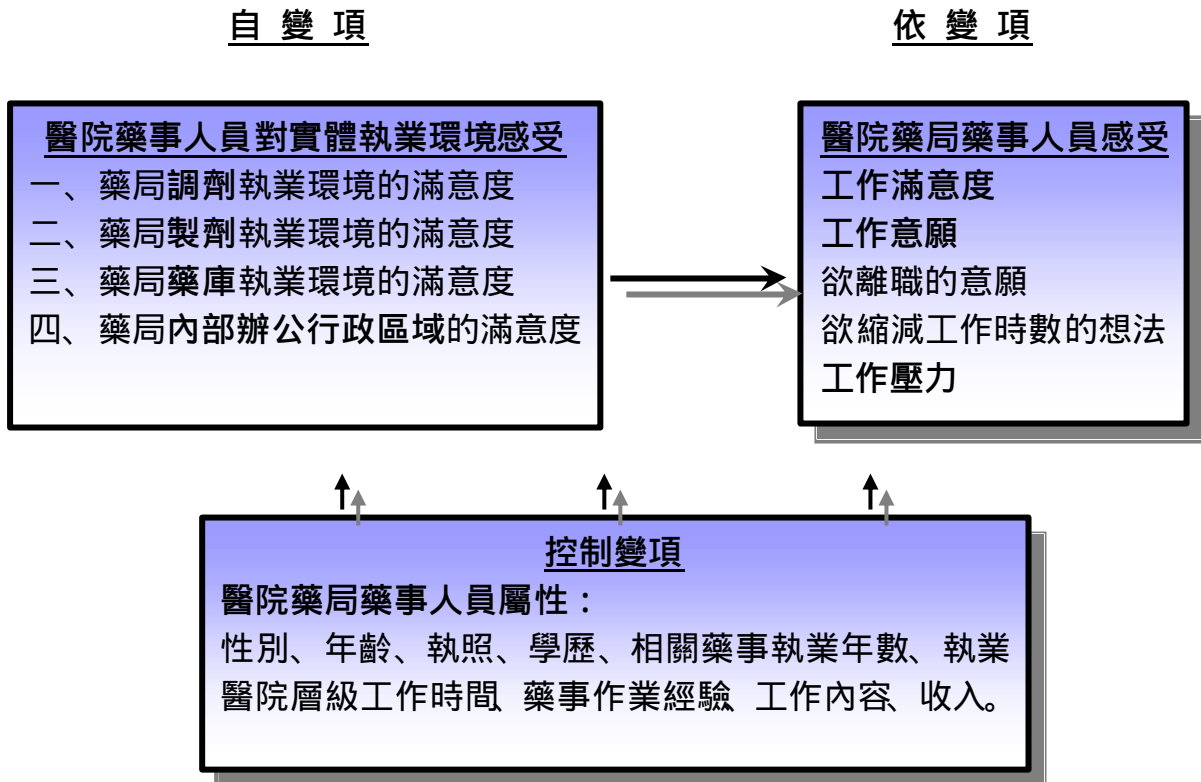 自 變 項
依 變 項
醫院藥事人員對實體執業環境感受
一、藥局調劑執業環境的滿意度
二、藥局製劑執業環境的滿意度
三、藥局藥庫執業環境的滿意度
四、藥局內部辦公行政區域的滿意度
醫院藥局藥事人員感受
工作滿意度
工作意願
欲離職的意願
欲縮減工作時數的想法
工作壓力
控制變項
醫院藥局藥事人員屬性：
性別、年齡、執照、學歷、相關藥事執業年數、執業
醫院層級工作時間、藥事作業經驗、工作內容、收入。